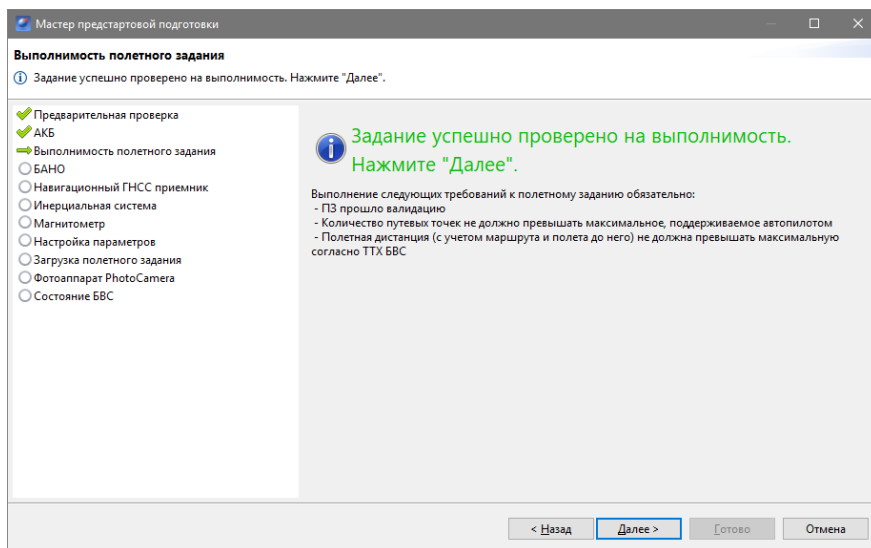 Мастер предстартовой подготовки
Выполнимость полетного задания
Задание успешно проверено на выполнимость. Нажмите "Далее".
Предварительная проверка
АКБ
Выполнимость полетного задания
БАНО
Навигационный ГНСС приемник
Инерциальная система
Магнитометр
Настройка параметров
Загрузка полетного задания
Фотоаппарат PhotoCamera
Состояние БВС
Задание успешно проверено на выполнимость.
Нажмите "Далее".
Выполнение следующих требований к полетному заданию обязательно:
- ПЗ прошло валидацию
- Количество путевых точек не должно превышать максимальное, поддерживаемое автопилотом
- Полетная дистанция (с учетом маршрута и полета до него) не должна превышать максимальную
согласно ТТХ БВС
< Назад
Далее >
Готово
Отмена